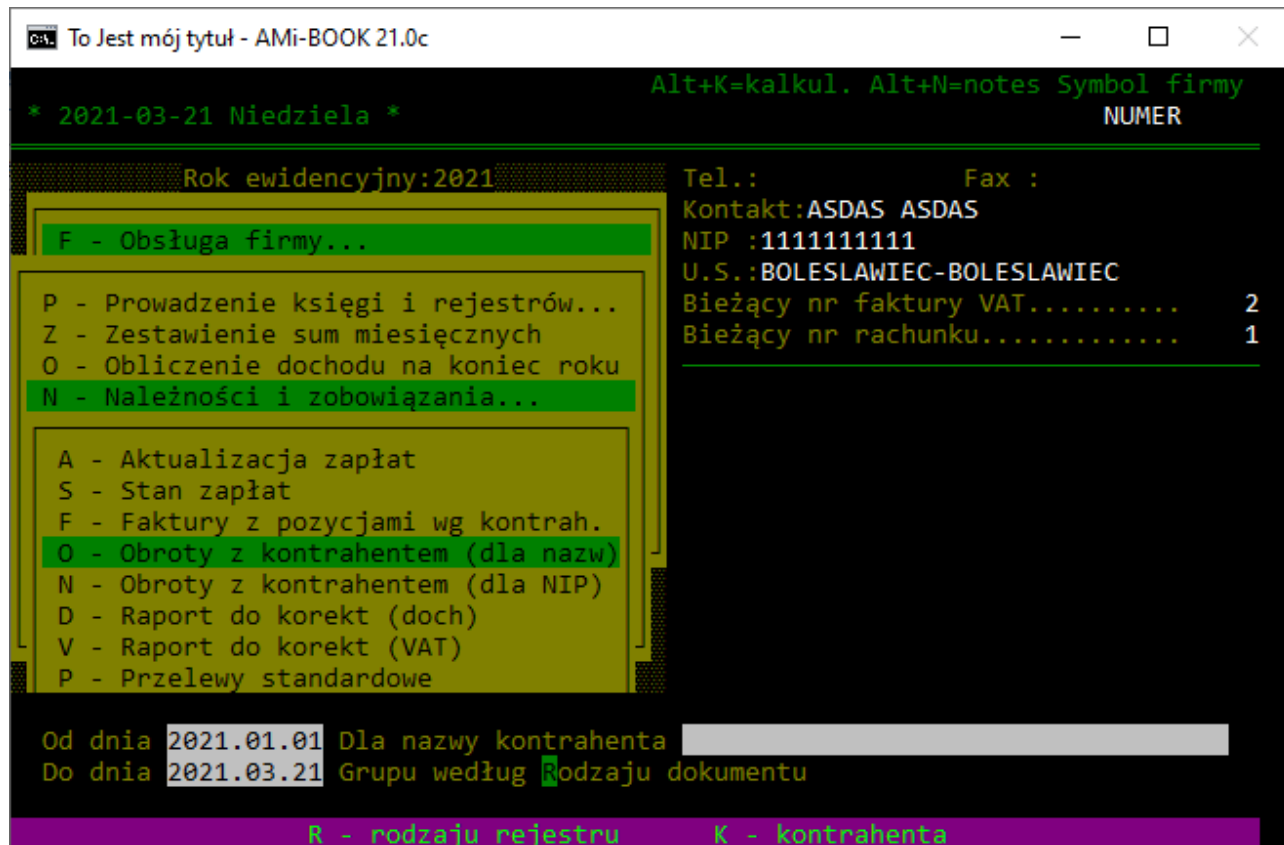 To Jest mój tytuł - AMi-BOOK 21.0c
Alt+K=kalkul. Alt+N=notes Symbol firmy
* 2021-03-21 Niedziela * NUMER
Rok ewidencyjny:2021
F - Obsługa firmy...
P - Prowadzenie księgi i rejestrów...
Z - Zestawienie sum miesięcznych
O - Obliczenie dochodu na koniec roku
N - Należności i zobowiązania...
A - Aktualizacja zapłat
S - Stan zapłat
F - Faktury z pozycjami wg kontrah.
O - Obroty z kontrahentem (dla nazw)
N - Obroty z kontrahentem (dla NIP)
D - Raport do korekt (doch)
V - Raport do korekt (VAT)
P - Przelewy standardowe
Tel.: Fax :
Kontakt:ASDAS ASDAS
NIP :1111111111
U.S.:BOLESLAWIEC-BOLESLAWIEC
Bieżący nr faktury VAT.......... 2
Bieżący nr rachunku............. 1
Od dnia 2021.01.01 Dla nazwy kontrahenta
Do dnia 2021.03.21 Grupu według Rodzaju dokumentu
R - rodzaju rejestru K - kontrahenta